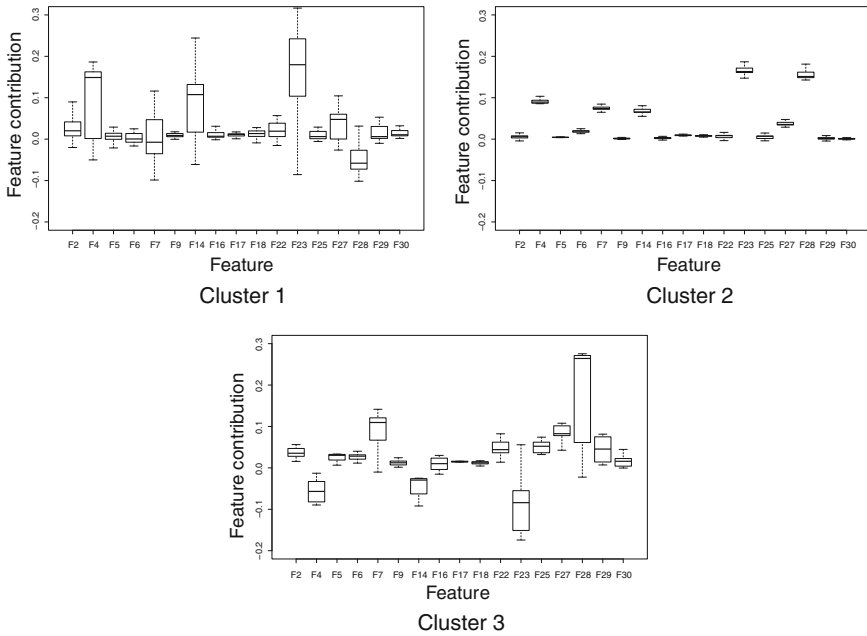 0.3
0.2
0.1
0.0
-0.1
-0.2
Feature contribution
F2 F4 F5 F6 F7 F9 F14 F16 F17 F18 F22 F23 F25 F27 F28 F29 F30
Feature
Cluster 1
0.3
0.2
0.1
0.0
-0.1
-0.2
Feature contribution
F2 F4 F5 F6 F7 F9 F14 F16 F17 F18 F22 F23 F25 F27 F28 F29 F30
Feature
Cluster 2
0.3
0.2
0.1
0.0
-0.1
-0.2
Feature contribution
F2 F4 F5 F6 F7 F9 F14 F16 F17 F18 F22 F23 F25 F27 F28 F29 F30
Feature
Cluster 3